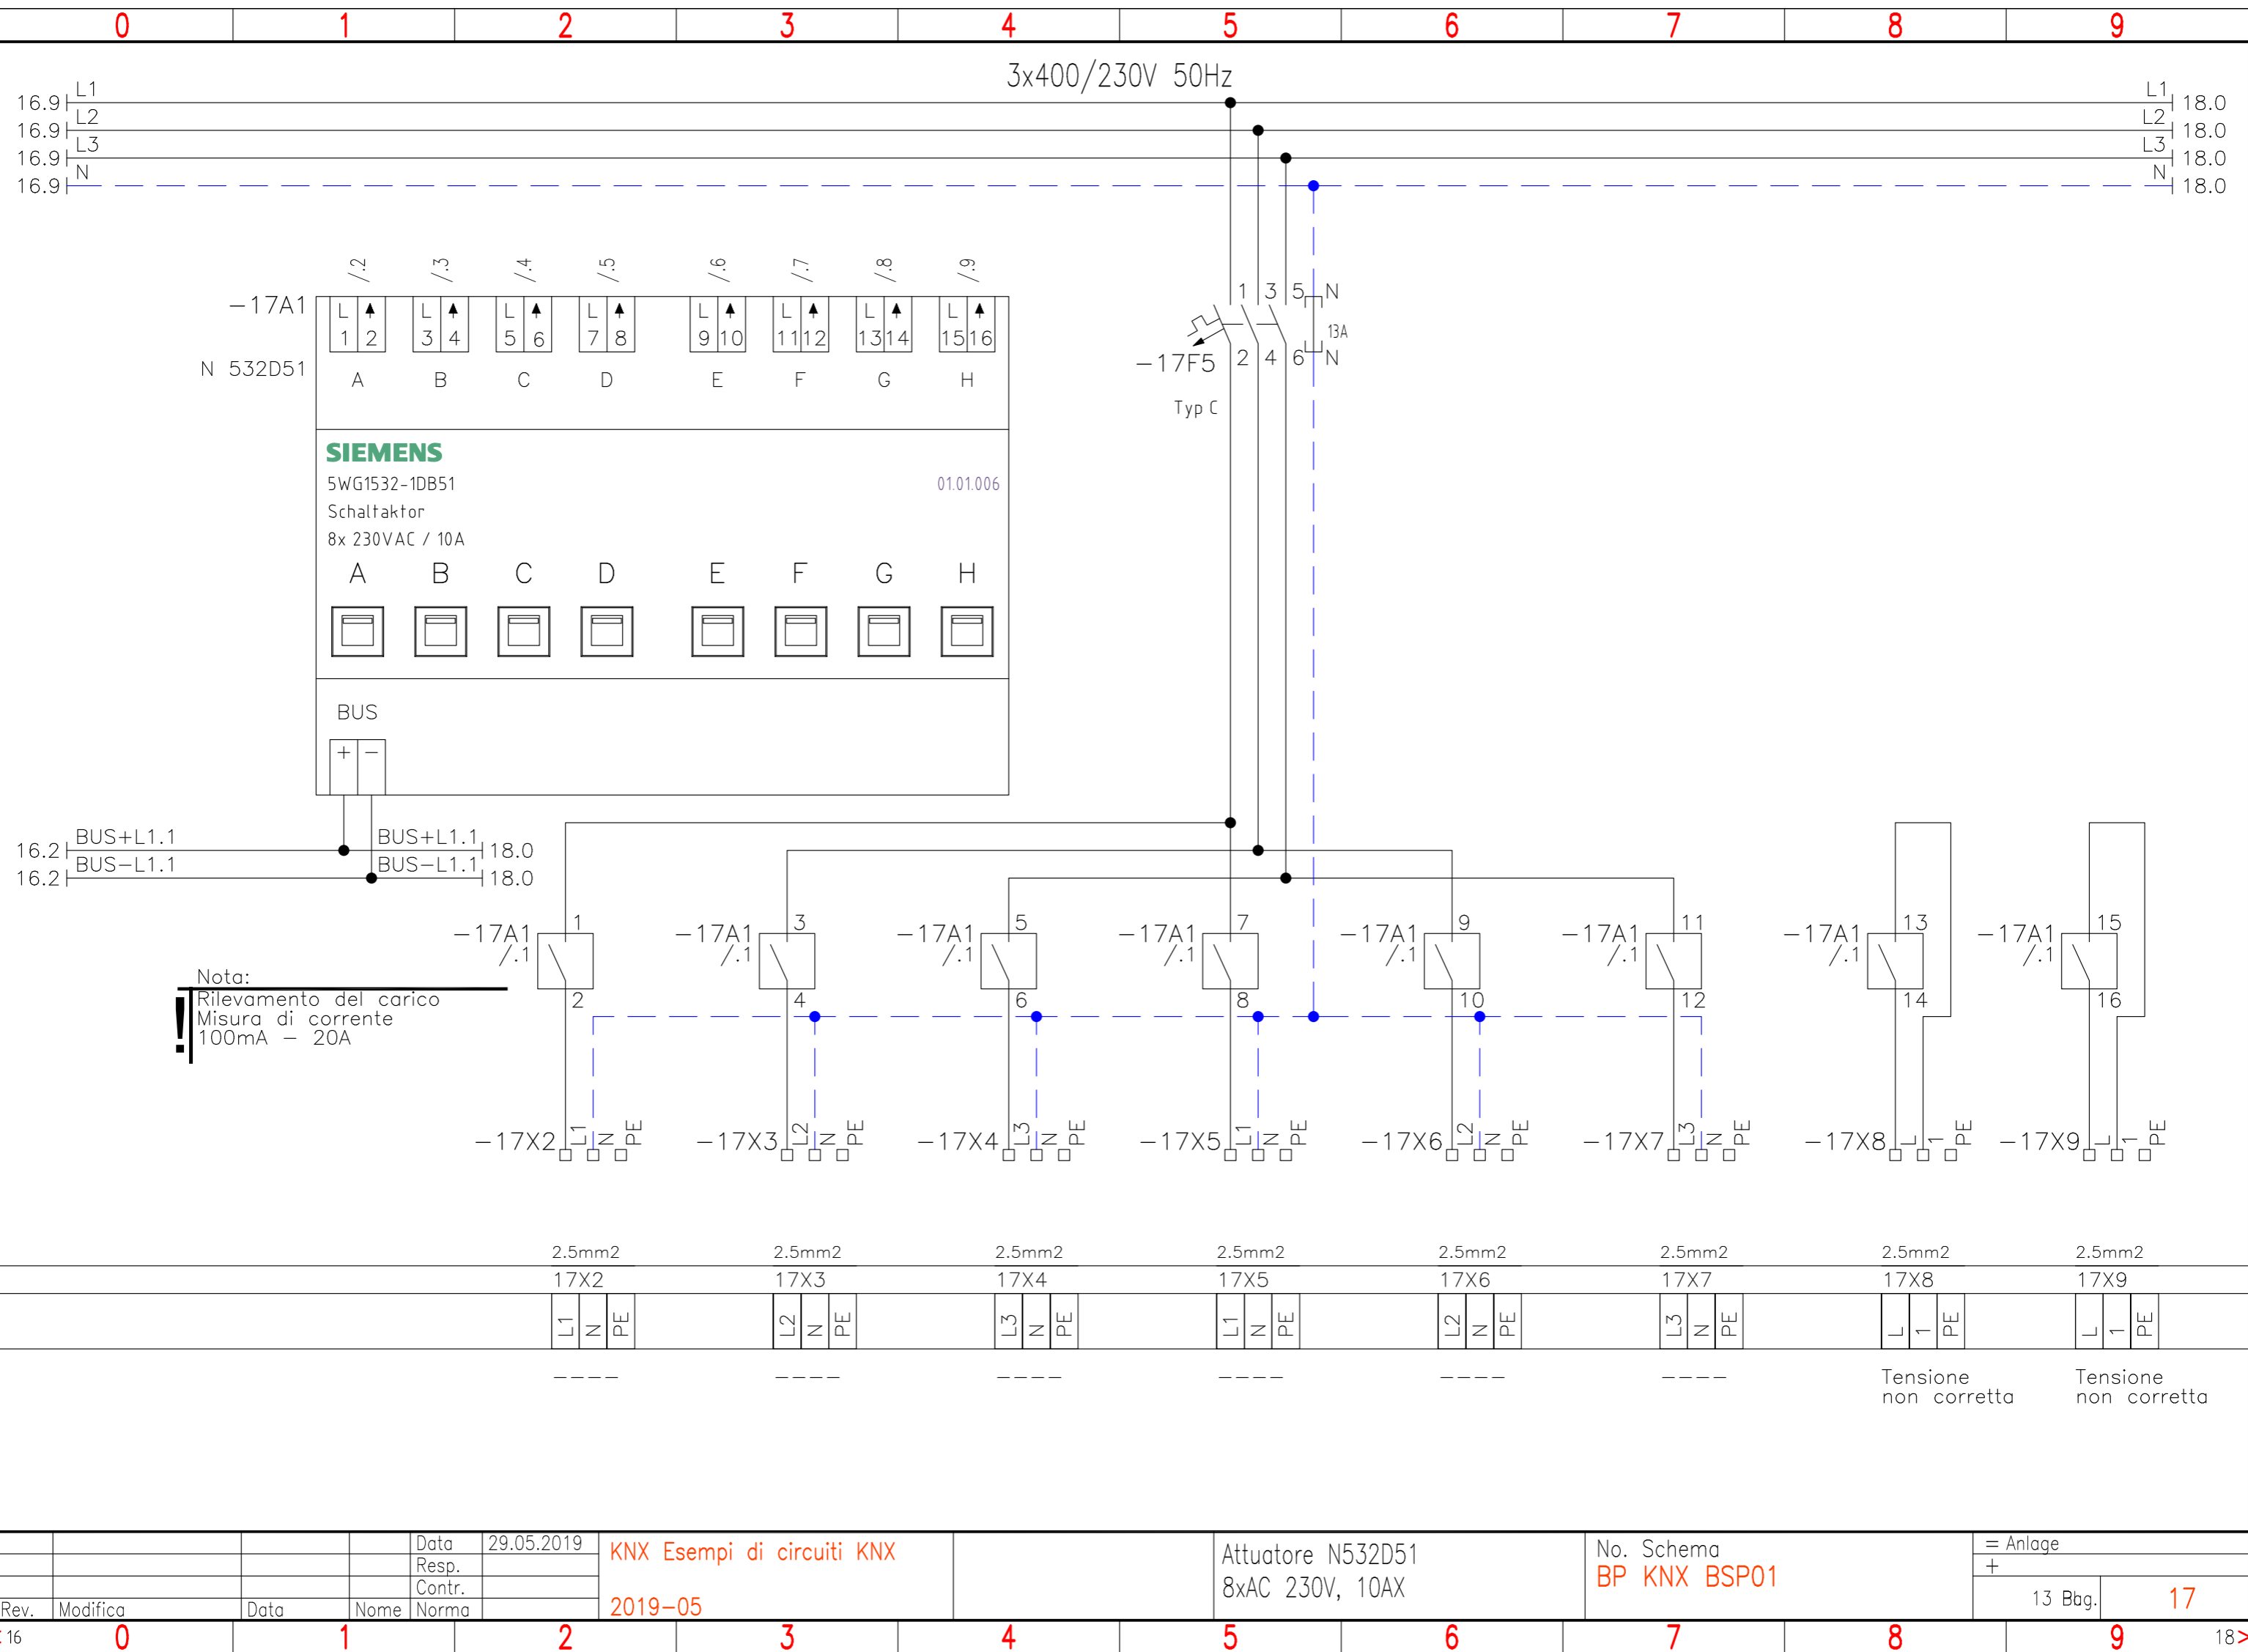 0 1 2 3 4 5 6 7 8 9
3x400/230V 50Hz
16.9 L1 L1 18.0
16.9 L2 L2 18.0
16.9 L3 L3 18.0
16.9 N N 18.0
/.2 /.3 /.4 /.5 /.6 /.7 /.8 /.9
-17A1
L L L L L L L L
1 2 3 4 5 6 7 8 9 10 11 12 13 14 15 16
N 532D51
A B C D E F G H
1 3 5 N
13A
2 4 6 N
-17F5
Typ C
SIEMENS
5WG1532-1DB51 01.01.006
Schaltaktor
8x 230VAC / 10A
A B C D E F G H
BUS
+ -
16.2 BUS+L1.1 BUS+L1.1 18.0
16.2 BUS-L1.1 BUS-L1.1 18.0
1 3 5 7 9 11 13 15
-17A1 -17A1 -17A1 -17A1 -17A1 -17A1 -17A1 -17A1
/.1 /.1 /.1 /.1 /.1 /.1 /.1 /.1
2 4 6 8 10 12 14 16
Nota:
! Rilevamento del carico
Misura di corrente
100mA - 20A
-17X2 L1 N PE -17X3 L2 N PE -17X4 L3 N PE -17X5 L1 N PE -17X6 L2 N PE -17X7 L3 N PE -17X8 L 1 PE -17X9 L 1 PE
2.5mm2 2.5mm2 2.5mm2 2.5mm2 2.5mm2 2.5mm2 2.5mm2 2.5mm2
17X2 17X3 17X4 17X5 17X6 17X7 17X8 17X9
L1 N PE L2 N PE L3 N PE L1 N PE L2 N PE L3 N PE L 1 PE L 1 PE
---- ---- ---- ---- ---- ---- Tensione Tensione
non corretta non corretta
Data 29.05.2019
Resp.
Contr.
Rev. Modifica Data Nome Norma
KNX Esempi di circuiti KNX
2019-05
Attuatore N532D51
8xAC 230V, 10AX
No. Schema
BP KNX BSP01
= Anlage
+
13 Bbg. 17
<16 0 1 2 3 4 5 6 7 8 9 18>